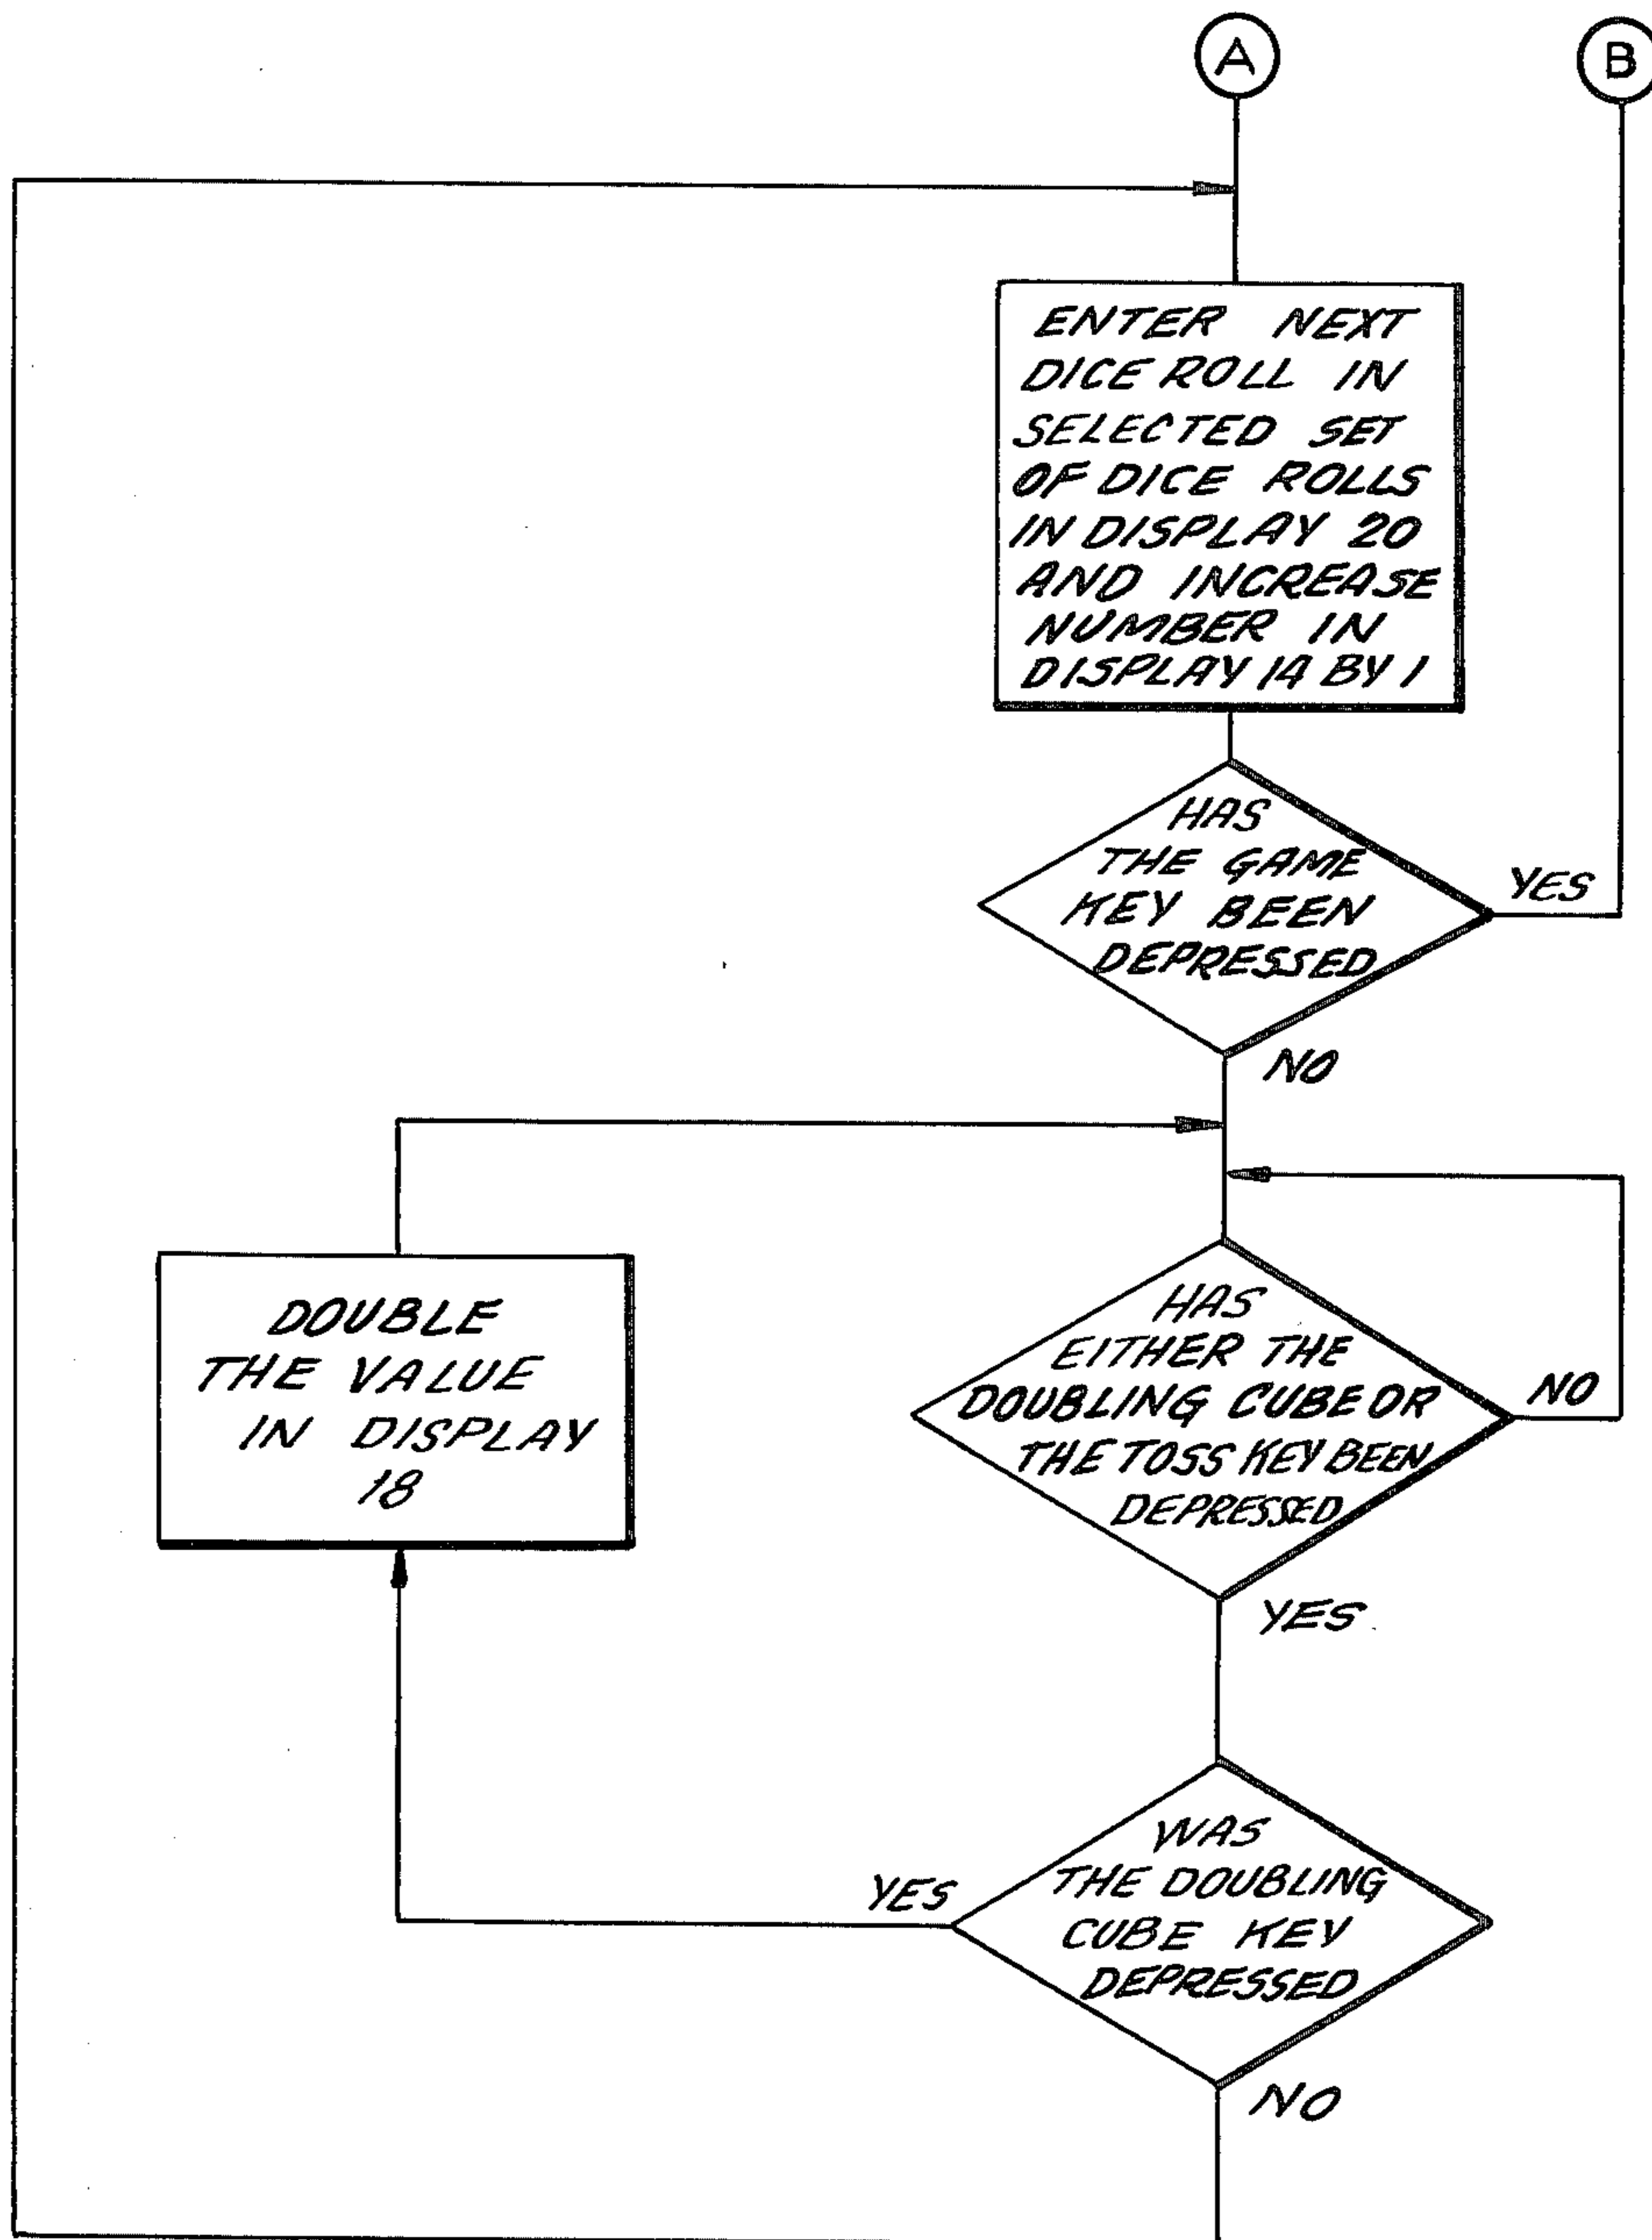 A
B
ENTER NEXT
DICE ROLL IN
SELECTED SET
OF DICE ROLLS
IN DISPLAY 20
AND INCREASE
NUMBER IN
DISPLAY 14 BY 1
HAS
THE GAME
KEY BEEN
DEPRESSED
YES
NO
DOUBLE
THE VALUE
IN DISPLAY
18
HAS
EITHER THE
DOUBLING CUBE OR
THE TOSS KEY BEEN
DEPRESSED
NO
YES
WAS
THE DOUBLING
CUBE KEY
DEPRESSED
YES
NO